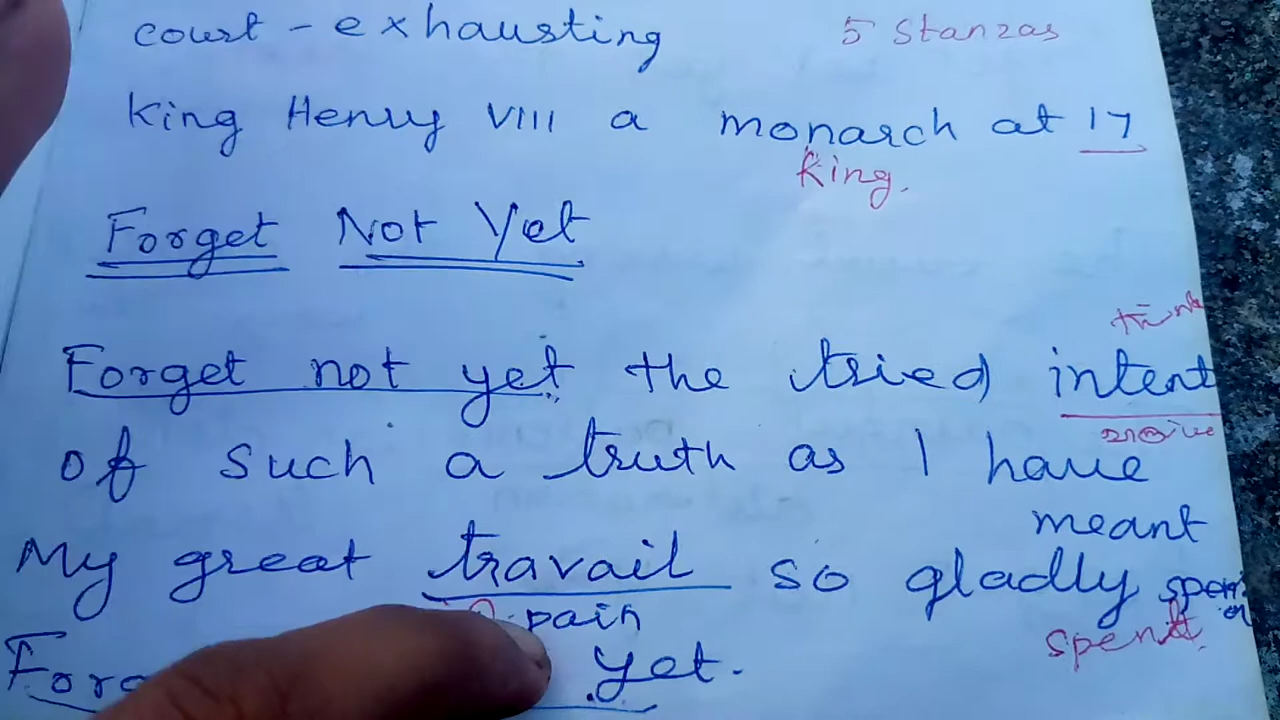 court - exhausting 5 Stanzas
King Henry VIII a monarch at 17
King.
Forget Not Yet
think
Forget not yet the tried intent
of such a truth as I have
meant
My great travail so gladly
pain
spent
yet.